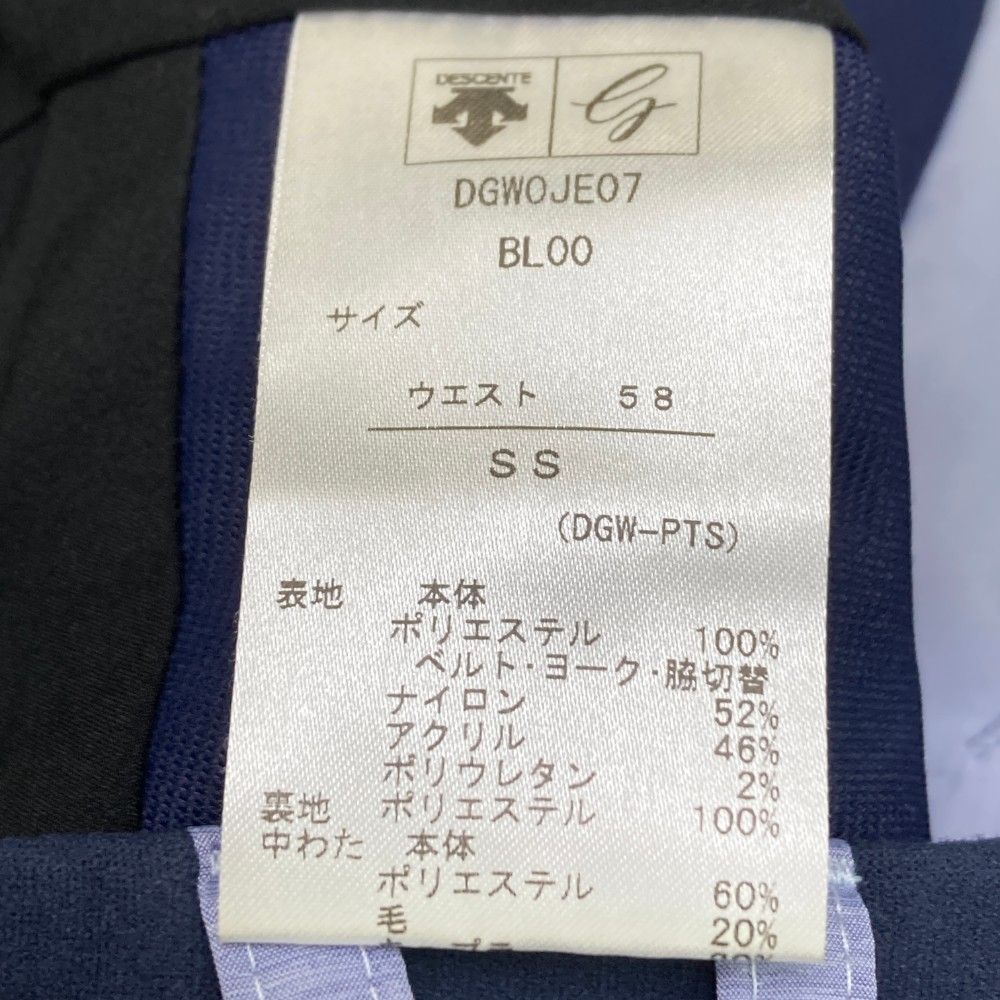 DESCENTE
G
DGW0JE07
BL00
サイズ
ウエスト 58
SS
(DGW-PTS)
表地 本体
ポリエステル 100%
ベルト・ヨーク・脇切替
ナイロン 52%
アクリル 46%
ポリウレタン 2%
裏地 ポリエステル 100%
中わた 本体
ポリエステル 60%
毛 20%